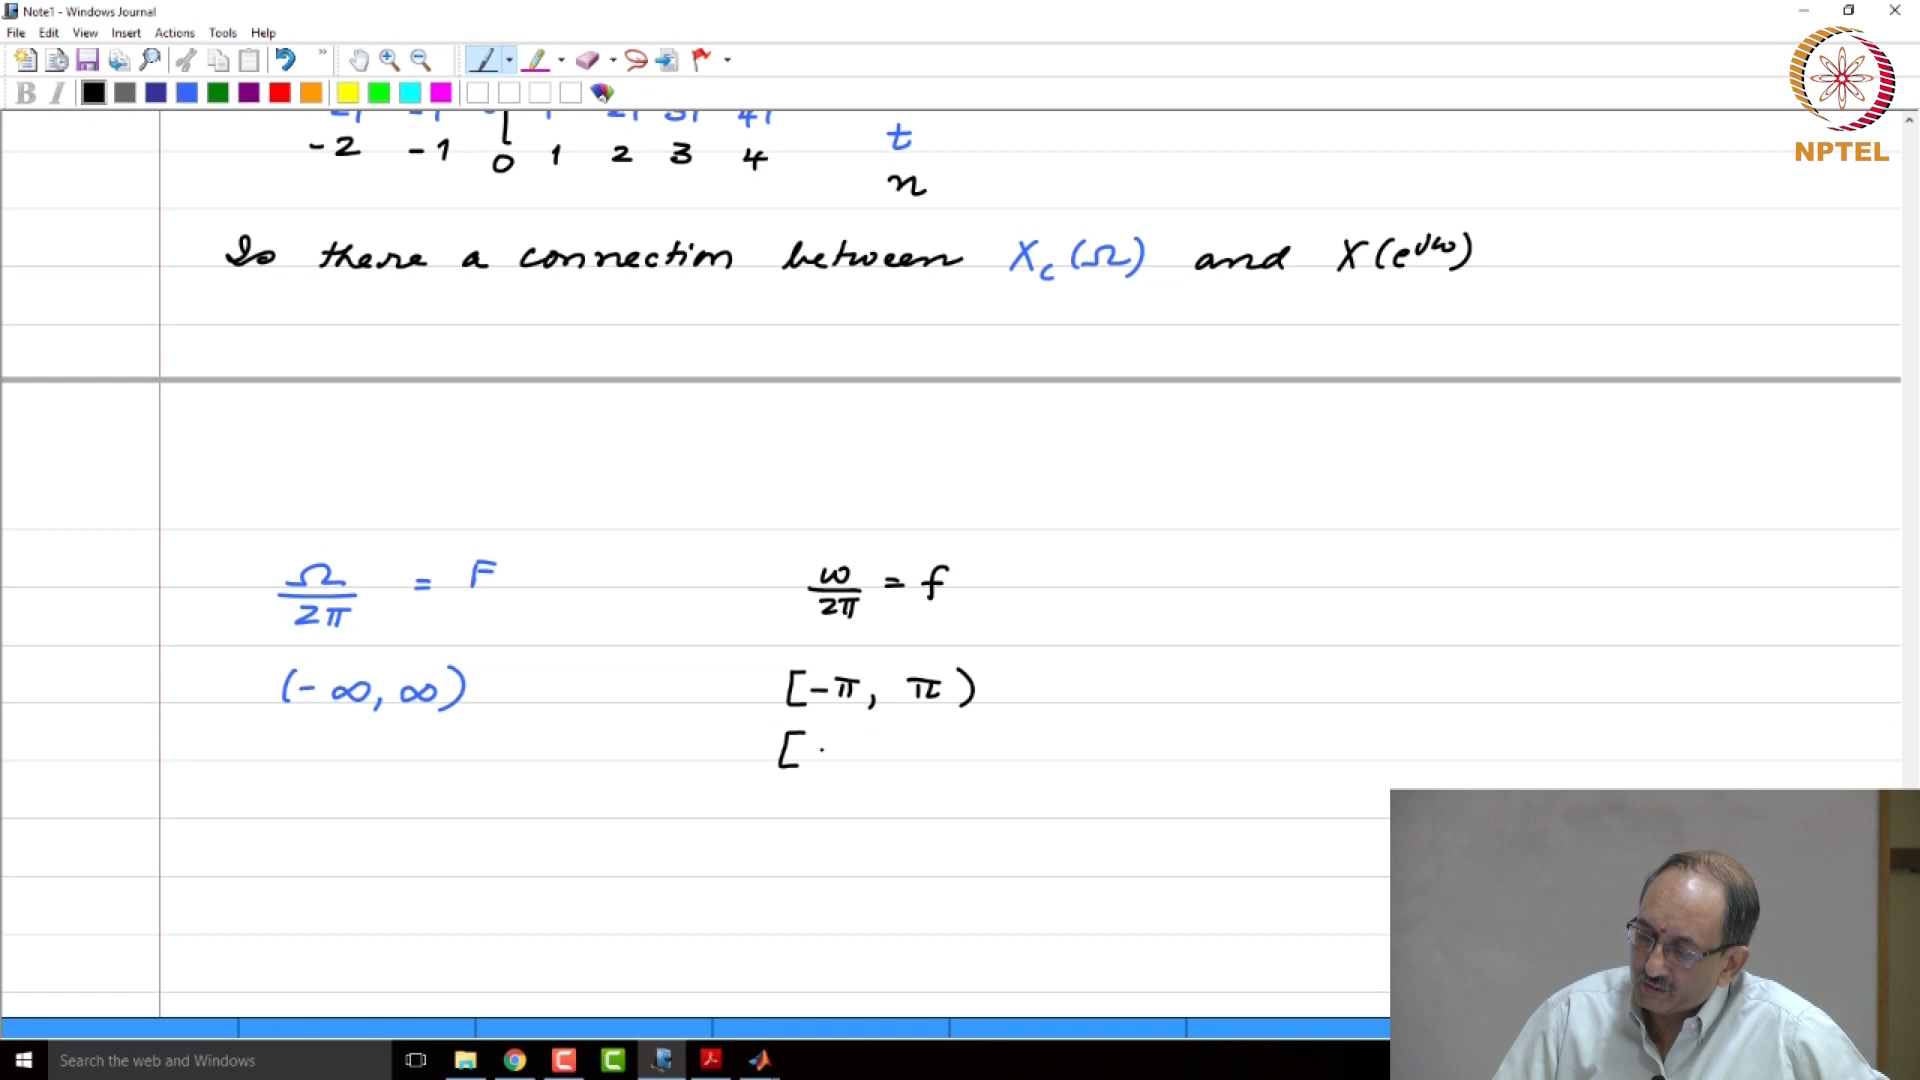 Note1 - Windows Journal
File Edit View Insert Actions Tools Help
B I
NPTEL
-2 -1 0 1 2 3 4 t
n
Is there a connection between X_c(Ω) and X(e^{jω})
Ω/2π = F ω/2π = f
(-∞, ∞) [-π, π)
[
Search the web and Windows